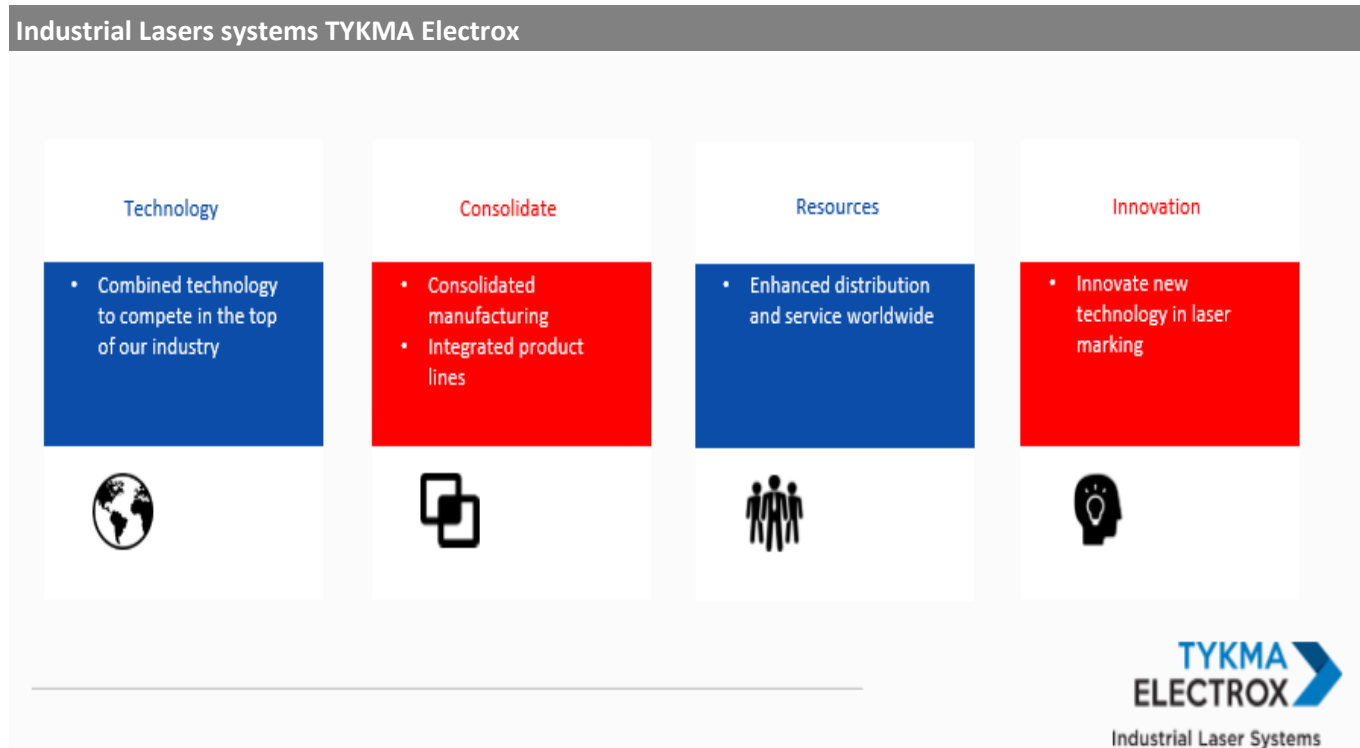 Industrial Lasers systems TYKMA Electrox
Technology
• Combined technology
to compete in the top
of our industry
Consolidate
• Consolidated
manufacturing
• Integrated product
lines
Resources
• Enhanced distribution
and service worldwide
Innovation
• Innovate new
technology in laser
marking
TYKMA
ELECTROX
Industrial Laser Systems